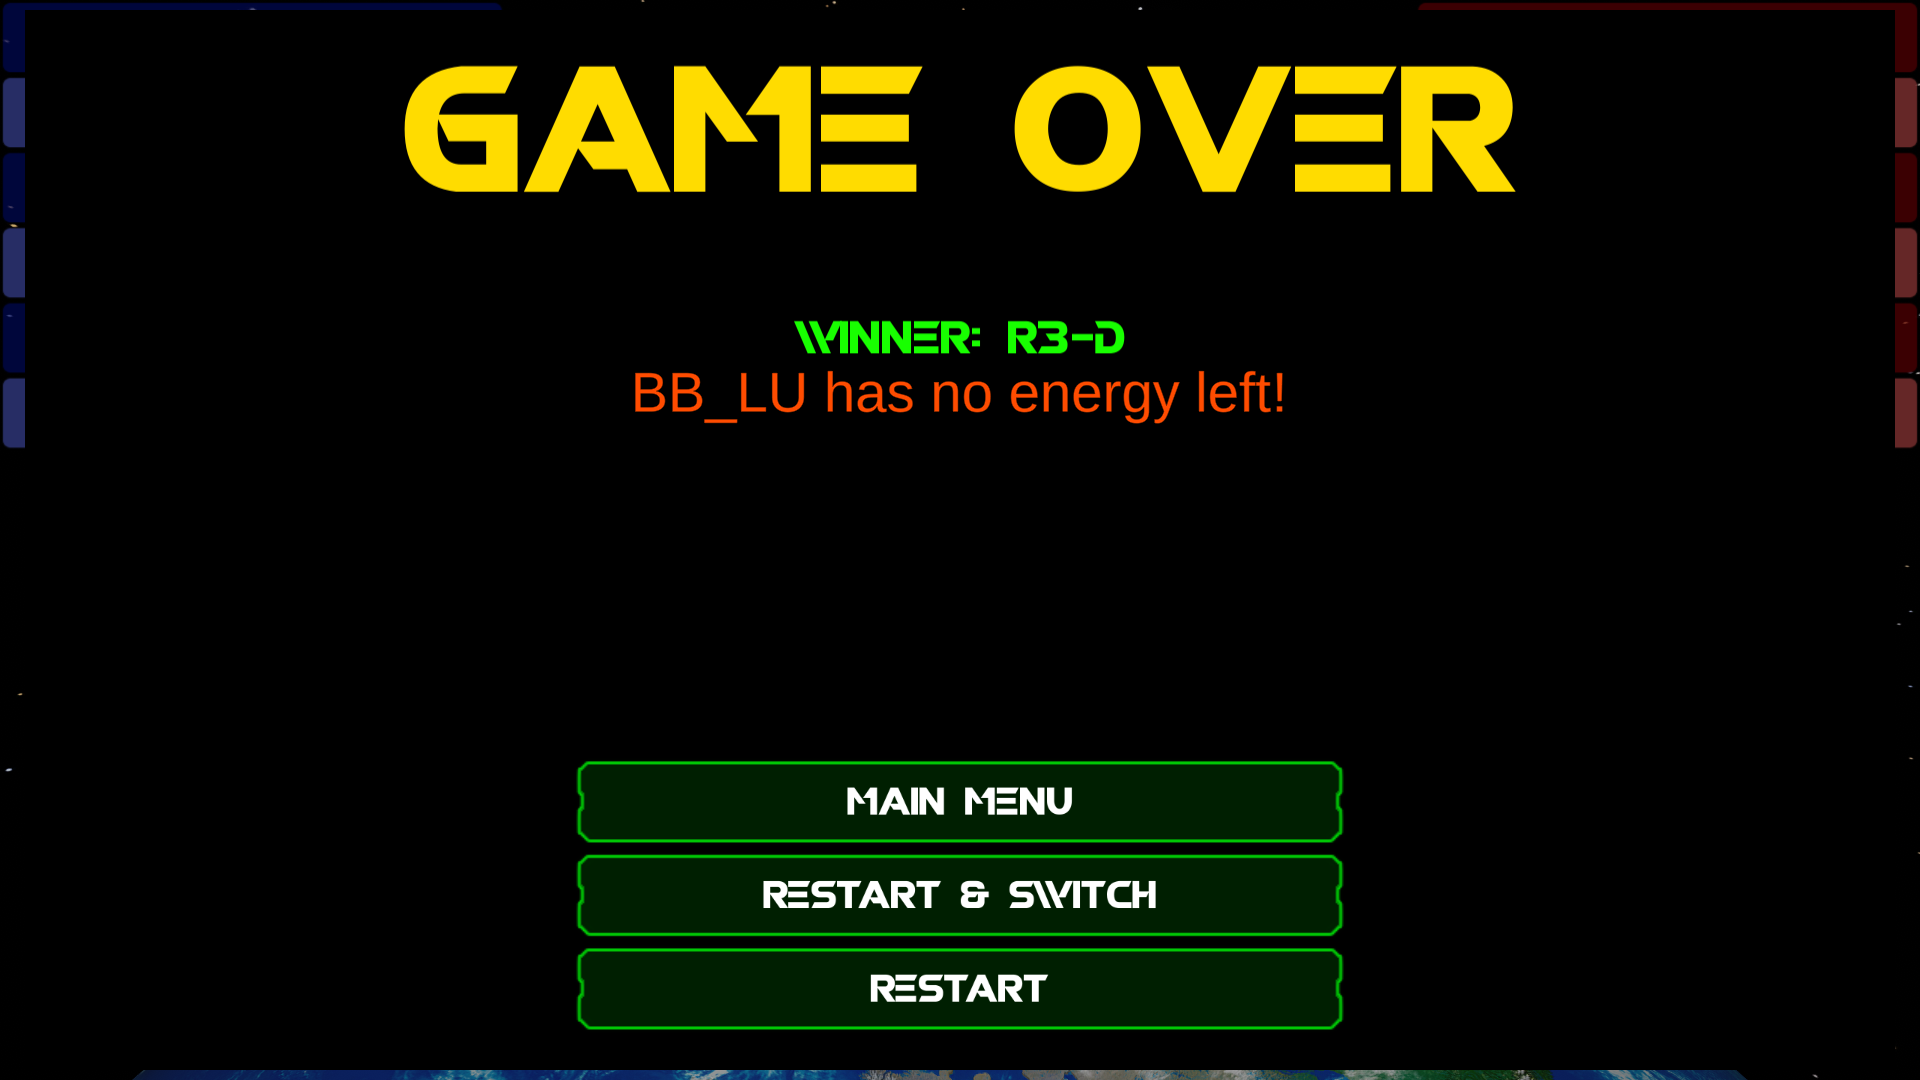 GAME OVER
WINNER: R3-D
BB_LU has no energy left!
MAIN MENU
RESTART & SWITCH
RESTART